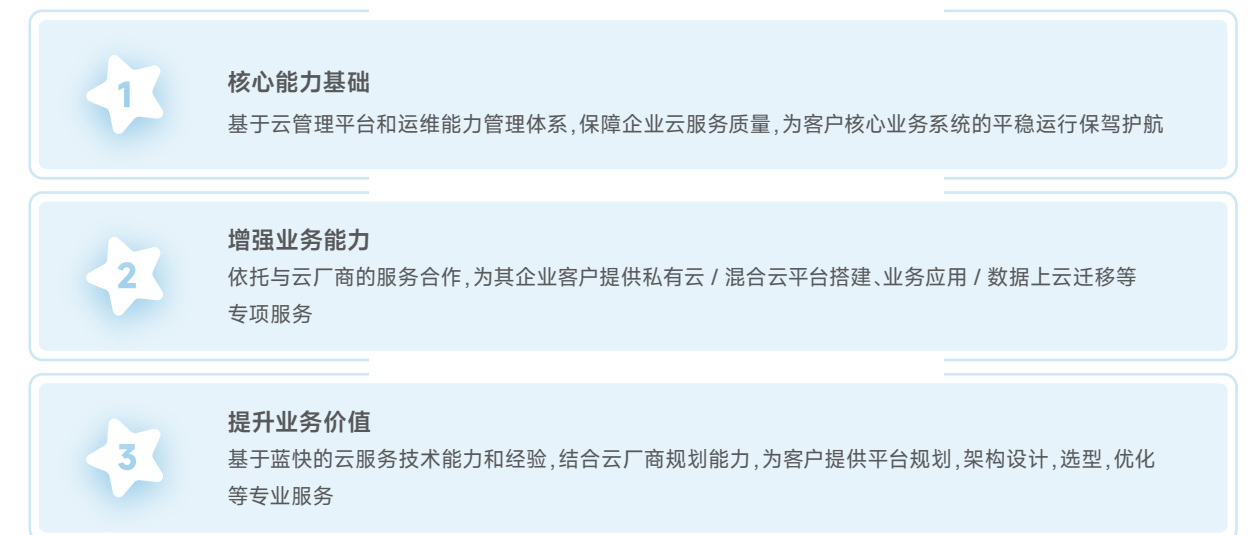 1
核心能力基础
基于云管理平台和运维能力管理体系,保障企业云服务质量,为客户核心业务系统的平稳运行保驾护航
2
增强业务能力
依托与云厂商的服务合作,为其企业客户提供私有云 / 混合云平台搭建、业务应用 / 数据上云迁移等
专项服务
3
提升业务价值
基于蓝快的云服务技术能力和经验,结合云厂商规划能力,为客户提供平台规划,架构设计,选型,优化
等专业服务